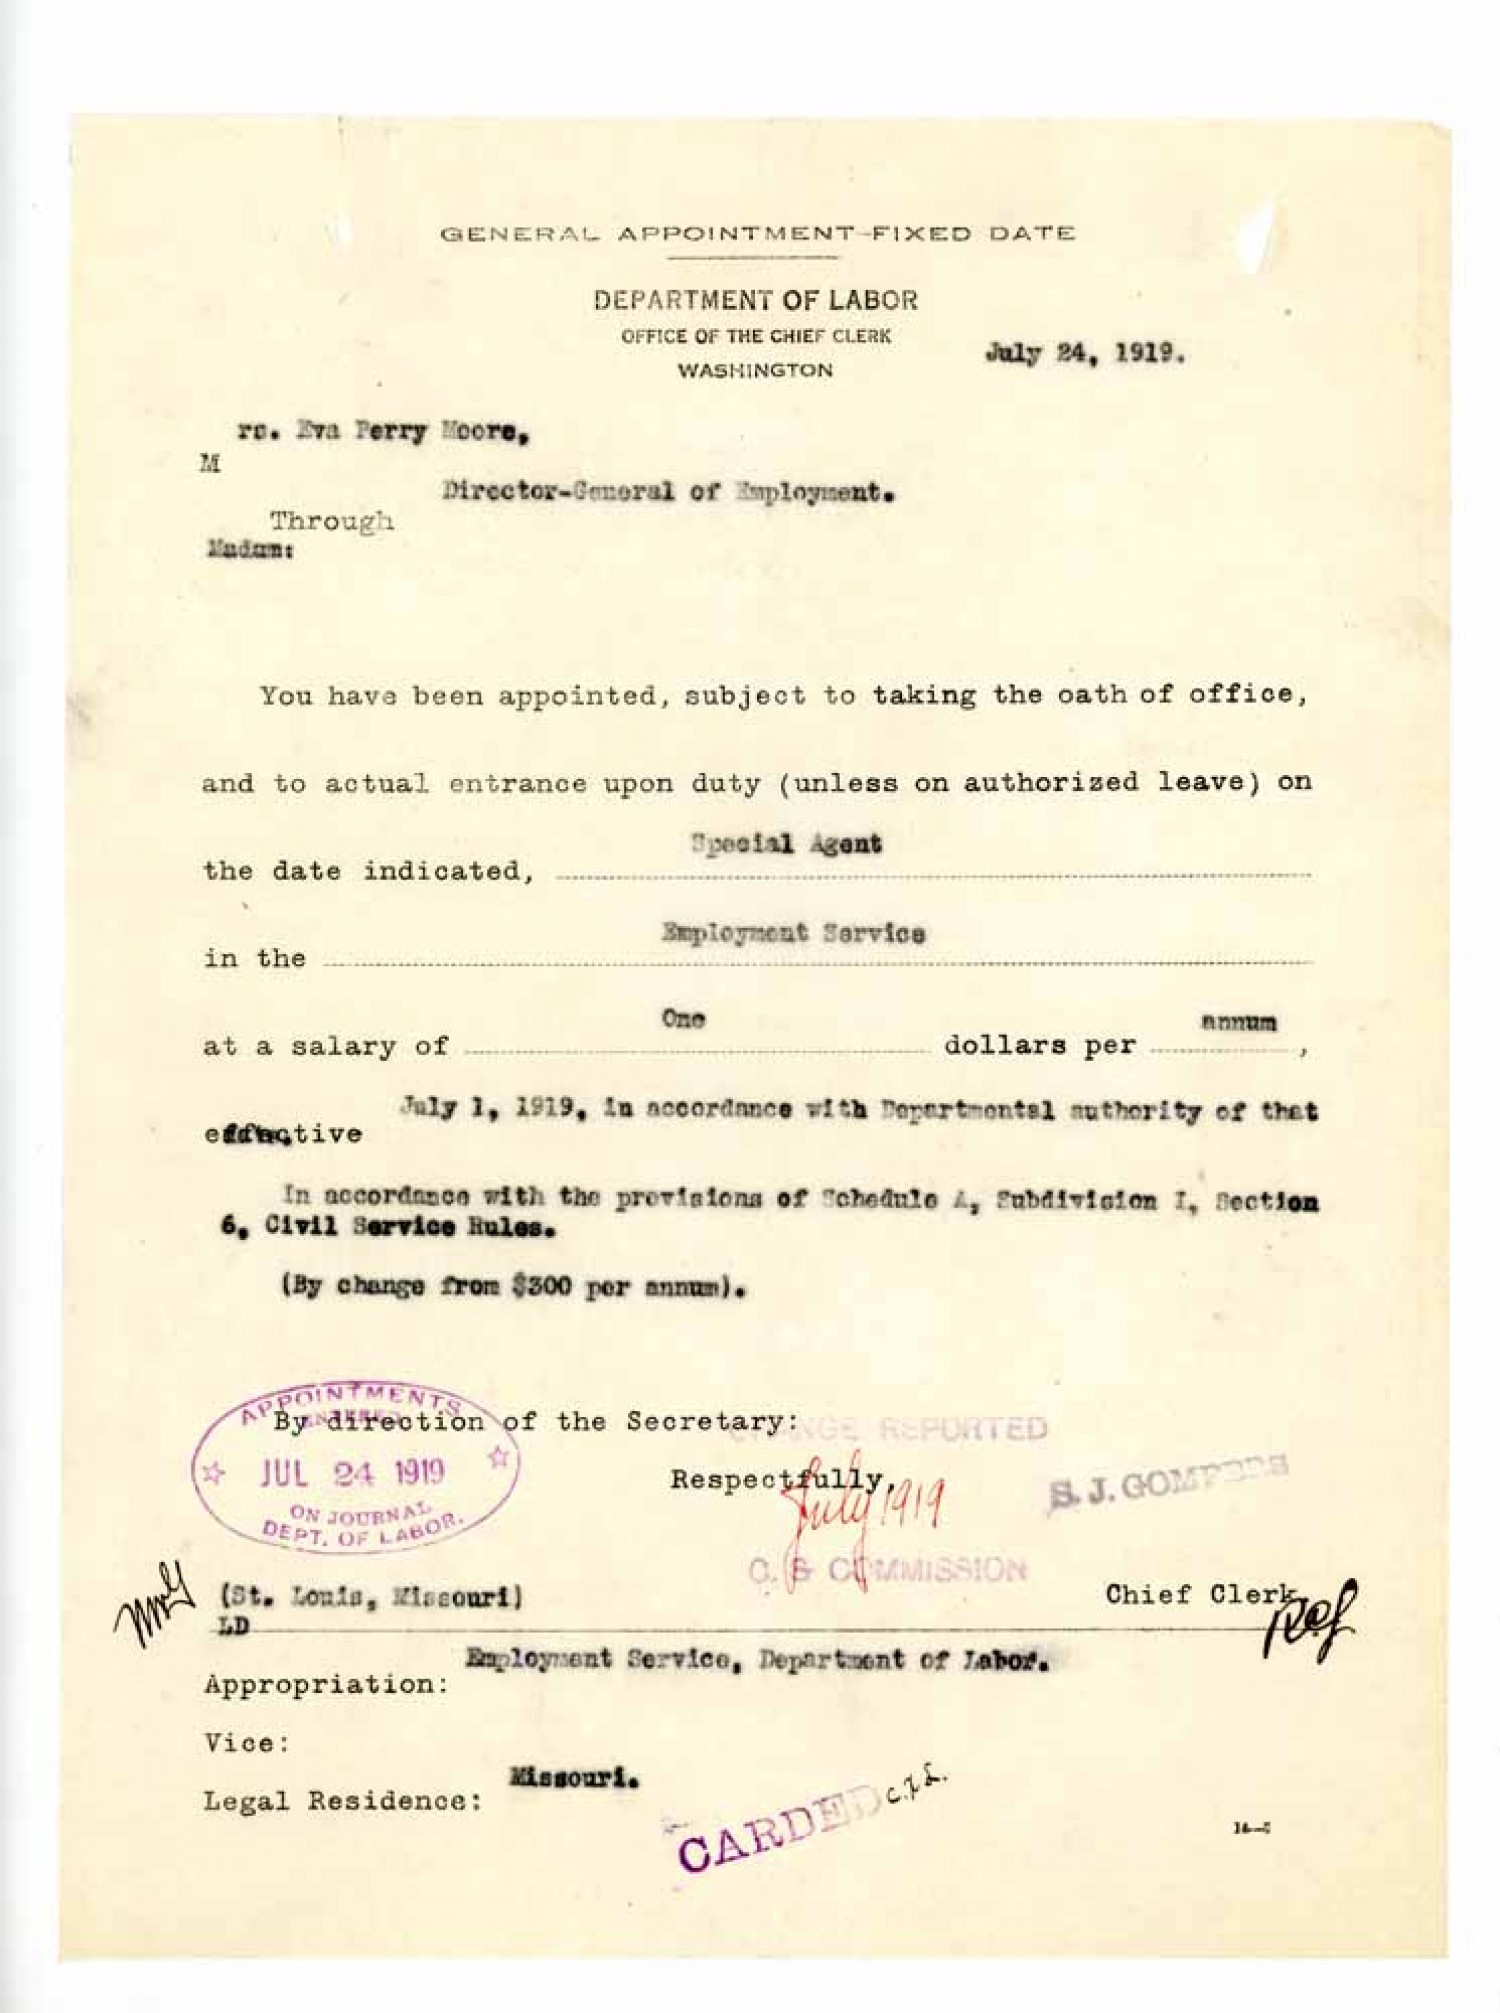 GENERAL APPOINTMENT-FIXED DATE
DEPARTMENT OF LABOR
OFFICE OF THE CHIEF CLERK
WASHINGTON
July 24, 1919.
rs. Eva Perry Moore,
M
Director-General of Employment.
Through
Madam:
You have been appointed, subject to taking the oath of office,
and to actual entrance upon duty (unless on authorized leave) on
Special Agent
the date indicated,
Employment Service
in the
One annum
at a salary of dollars per ,
July 1, 1919, in accordance with Departmental authority of that
effective
In accordance with the provisions of Schedule A, Subdivision I, Section
6, Civil Service Rules.
(By change from $300 per annum).
APPOINTMENTS
ENTERED
JUL 24 1919
ON JOURNAL
DEPT. OF LABOR.
By direction of the Secretary:
CHANGE REPORTED
Respectfully,
July 1919
S. J. GOMPERS
C. S COMMISSION
(St. Louis, Missouri)
Chief Clerk.
LD
Employment Service, Department of Labor.
Appropriation:
Vice:
Missouri.
Legal Residence:
CARDED